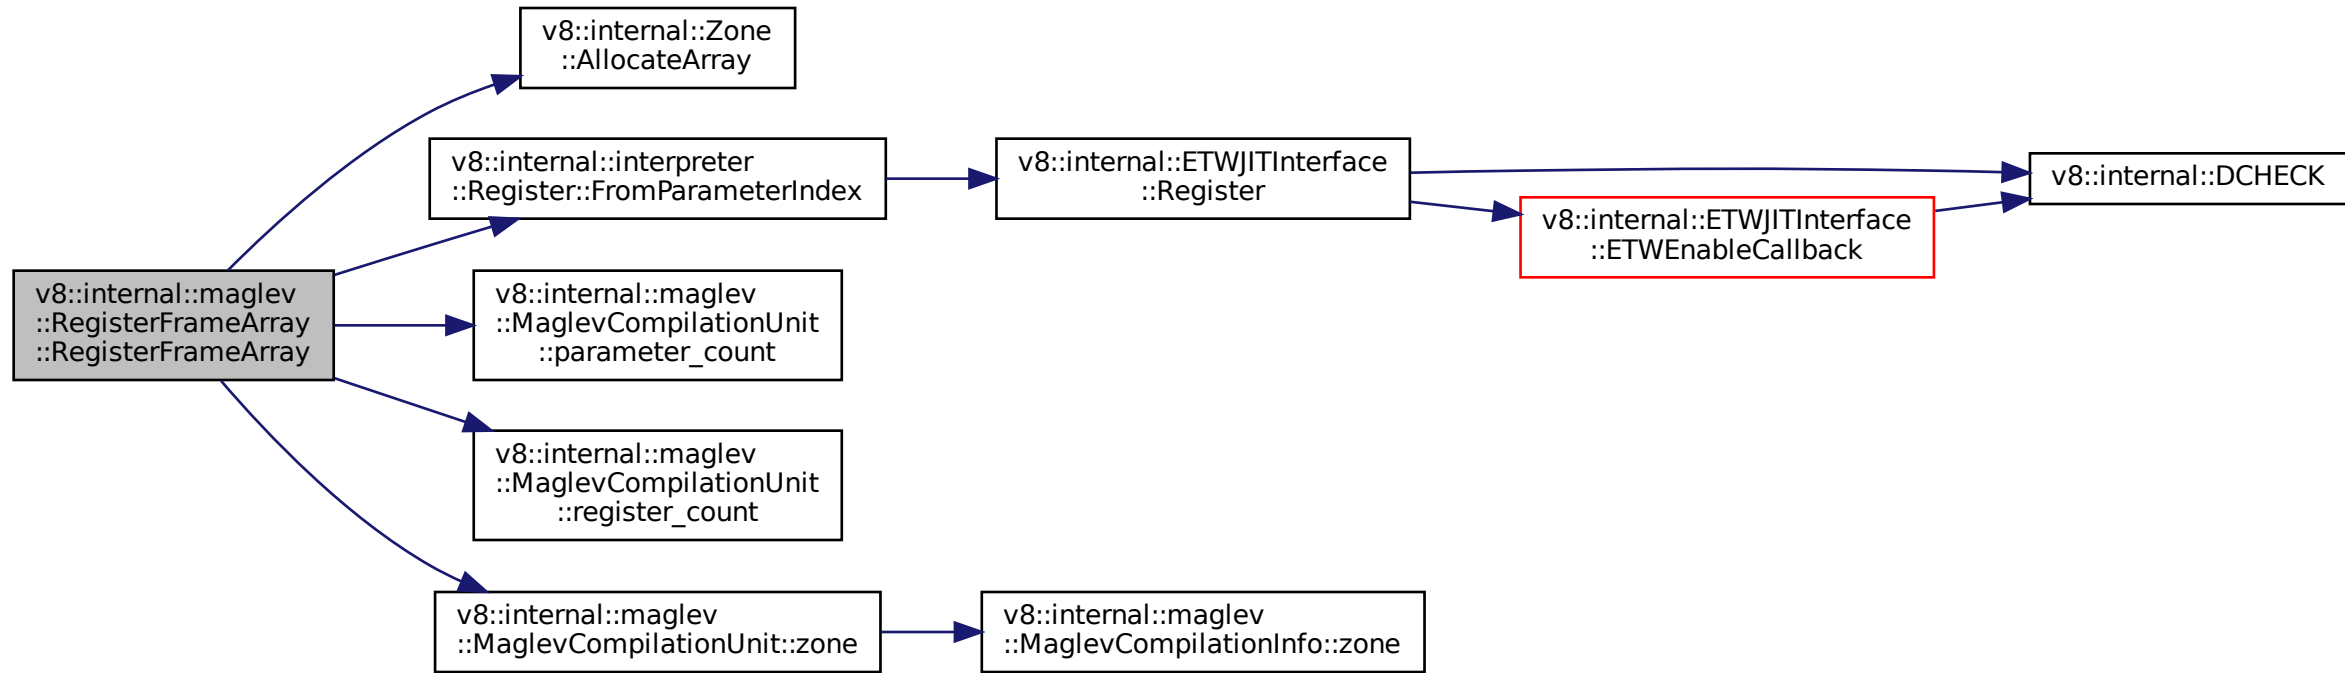 v8::internal::Zone
::AllocateArray
v8::internal::interpreter
::Register::FromParameterIndex
v8::internal::ETWJITInterface
::Register
v8::internal::DCHECK
v8::internal::ETWJITInterface
::ETWEnableCallback
v8::internal::maglev
::RegisterFrameArray
::RegisterFrameArray
v8::internal::maglev
::MaglevCompilationUnit
::parameter_count
v8::internal::maglev
::MaglevCompilationUnit
::register_count
v8::internal::maglev
::MaglevCompilationUnit::zone
v8::internal::maglev
::MaglevCompilationInfo::zone